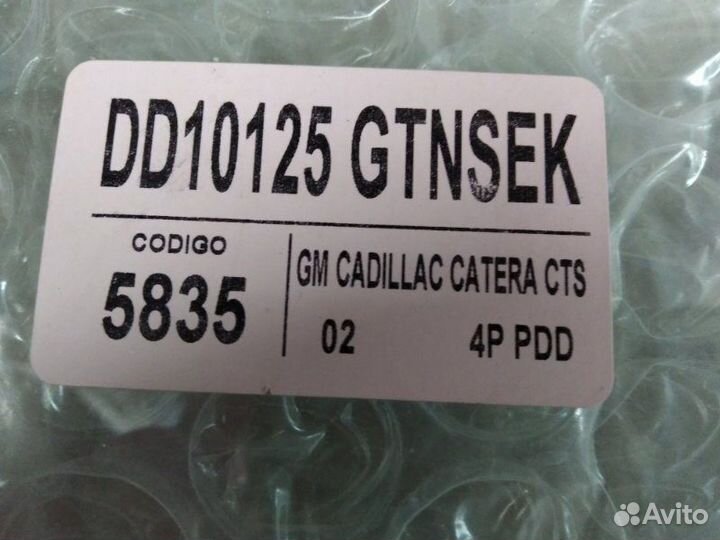 DD10125 GTNSEK
CODIGO
5835
GM CADILLAC CATERA CTS
02 4P PDD
Avito